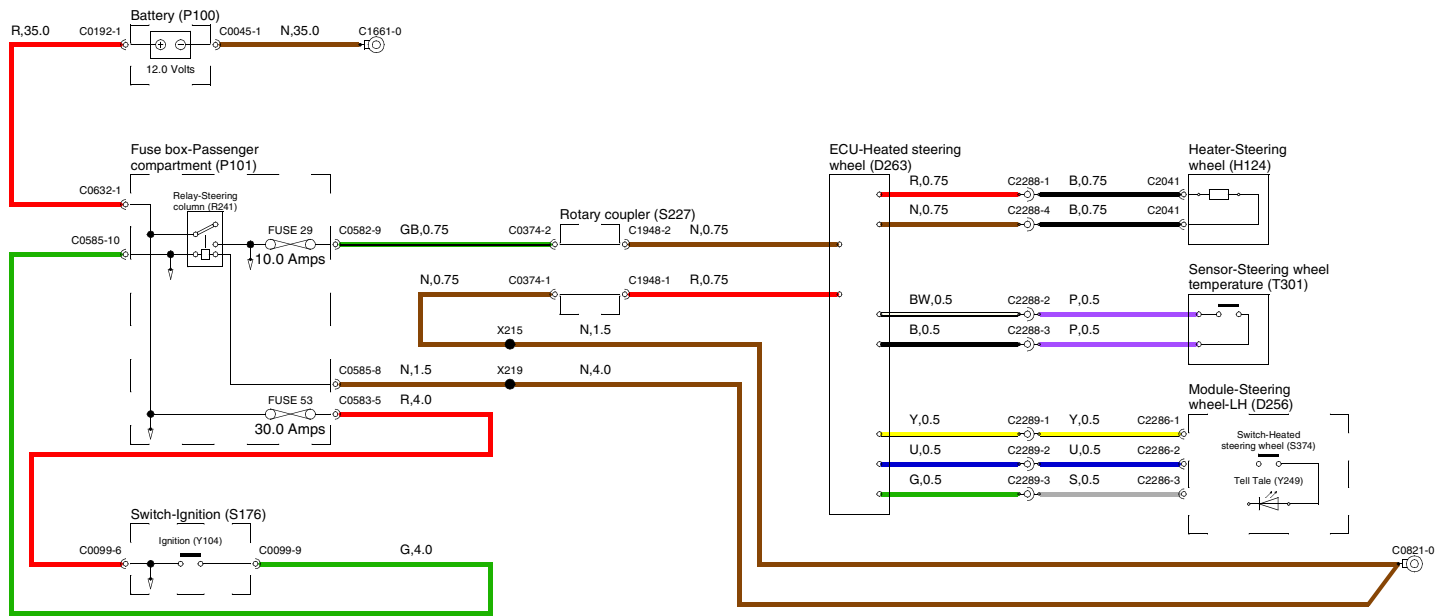 Battery (P100)
R,35.0
C0192-1
C0045-1
N,35.0
C1661-0
12.0 Volts
Fuse box-Passenger
compartment (P101)
C0632-1
Relay-Steering
column (R241)
C0585-10
FUSE 29
10.0 Amps
C0582-9
GB,0.75
C0374-2
Rotary coupler (S227)
C1948-2
N,0.75
N,0.75
C0374-1
C1948-1
R,0.75
X215
N,1.5
C0585-8
N,1.5
X219
N,4.0
FUSE 53
30.0 Amps
C0583-5
R,4.0
Switch-Ignition (S176)
Ignition (Y104)
C0099-6
C0099-9
G,4.0
ECU-Heated steering
wheel (D263)
R,0.75
C2288-1
B,0.75
C2041
N,0.75
C2288-4
B,0.75
C2041
Heater-Steering
wheel (H124)
BW,0.5
C2288-2
P,0.5
B,0.5
C2288-3
P,0.5
Sensor-Steering wheel
temperature (T301)
Y,0.5
C2289-1
Y,0.5
C2286-1
U,0.5
C2289-2
U,0.5
C2286-2
G,0.5
C2289-3
S,0.5
C2286-3
Module-Steering
wheel-LH (D256)
Switch-Heated
steering wheel (S374)
Tell Tale (Y249)
C0821-0